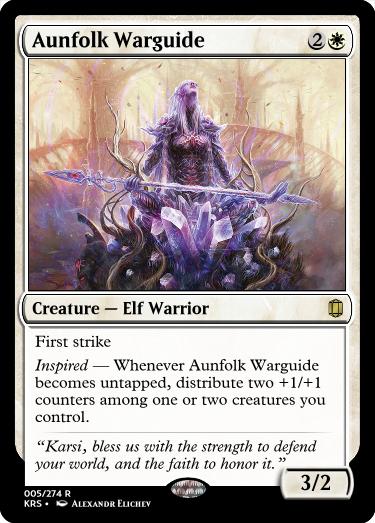 Aunfolk Warguide 2
Creature — Elf Warrior
First strike
Inspired — Whenever Aunfolk Warguide
becomes untapped, distribute two +1/+1
counters among one or two creatures you
control.
“Karsi, bless us with the strength to defend
your world, and the faith to honor it.”
3/2
005/274 R
KRS • Alexandr Elichev